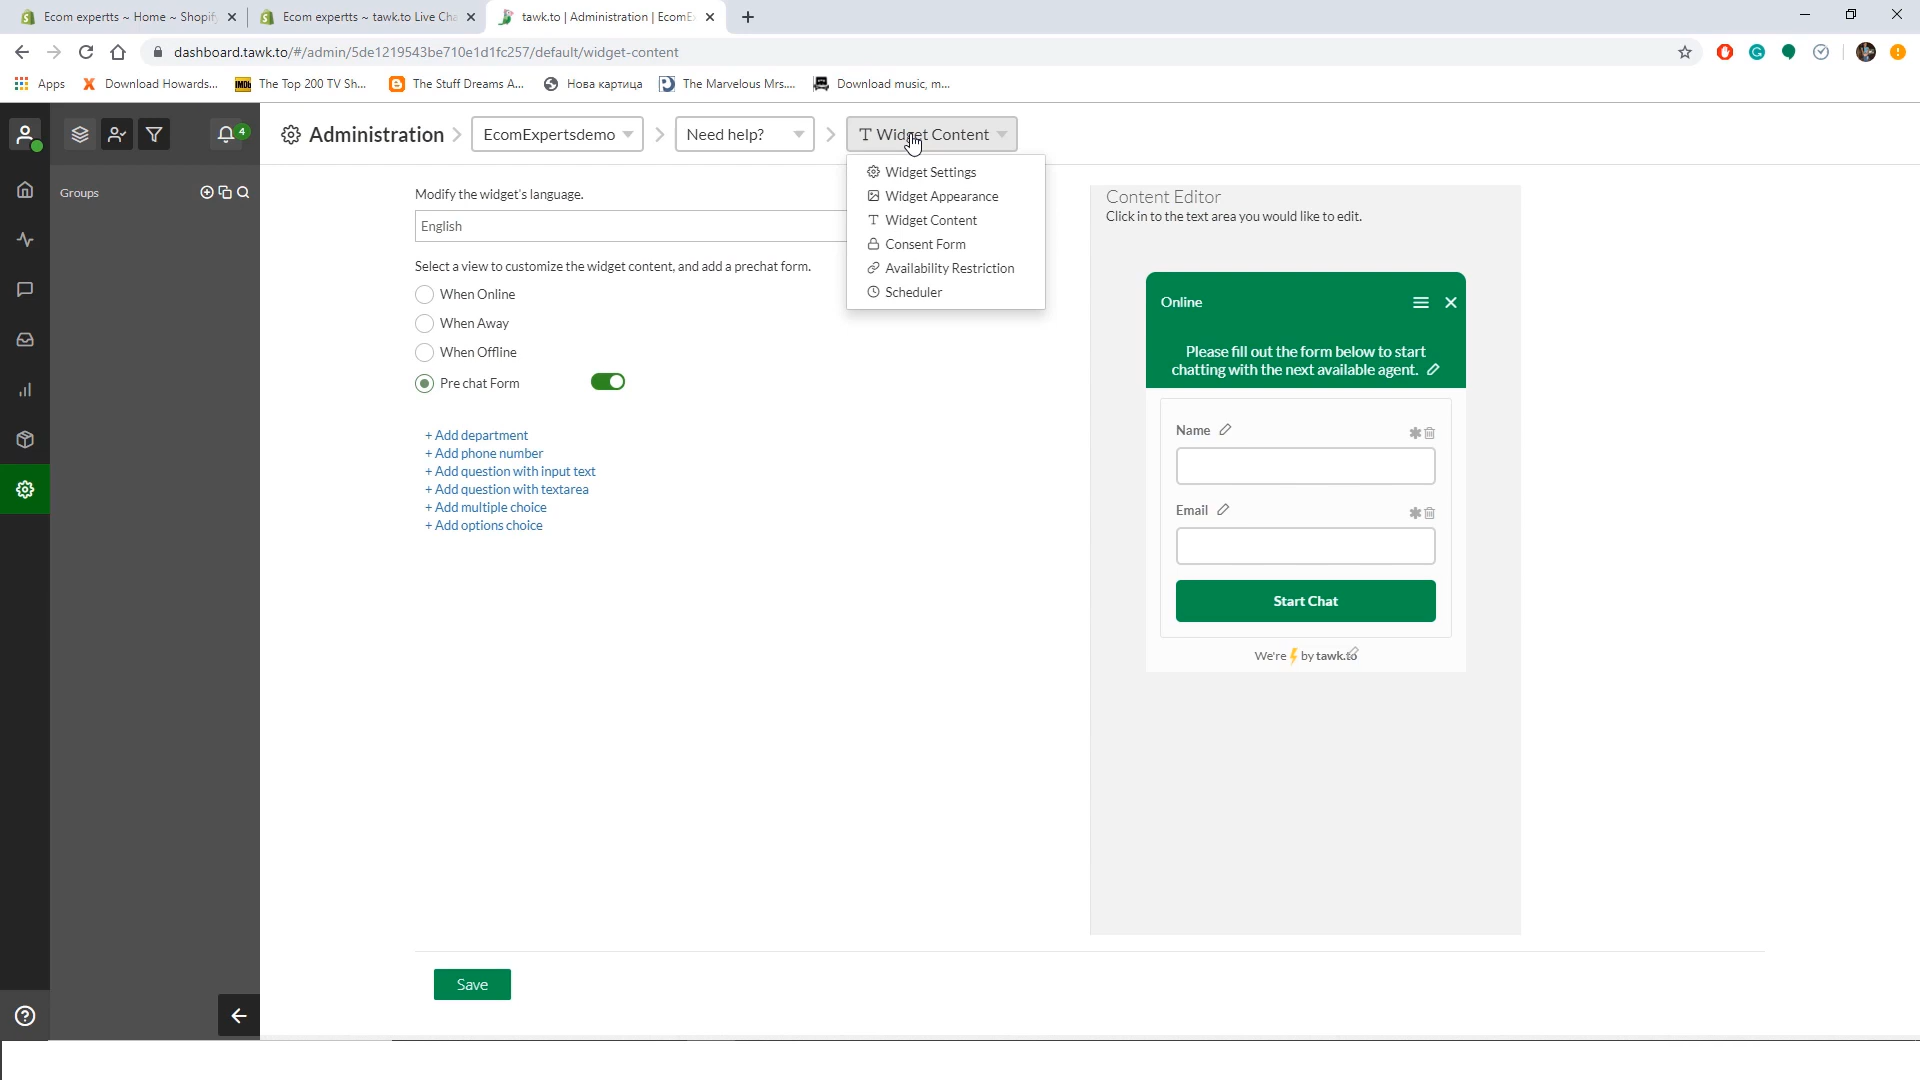 Ecom expertts ~ Home ~ Shopif
Ecom expertts ~ tawk.to Live Cha
tawk.to | Administration | EcomE
dashboard.tawk.to/#/admin/5de1219543be710e1d1fc257/default/widget-content
Apps
Download Howards...
IMDb
The Top 200 TV Sh...
The Stuff Dreams A...
Нова картица
The Marvelous Mrs....
Download music, m...
4
Administration
EcomExpertsdemo
Need help?
Widget Content
Groups
Widget Settings
Widget Appearance
Widget Content
Consent Form
Availability Restriction
Scheduler
Modify the widget's language.
English
Select a view to customize the widget content, and add a prechat form.
When Online
When Away
When Offline
Pre chat Form
+ Add department
+ Add phone number
+ Add question with input text
+ Add question with textarea
+ Add multiple choice
+ Add options choice
Content Editor
Click in to the text area you would like to edit.
Online
Please fill out the form below to start
chatting with the next available agent.
Name
Email
Start Chat
We're by tawk.to
Save